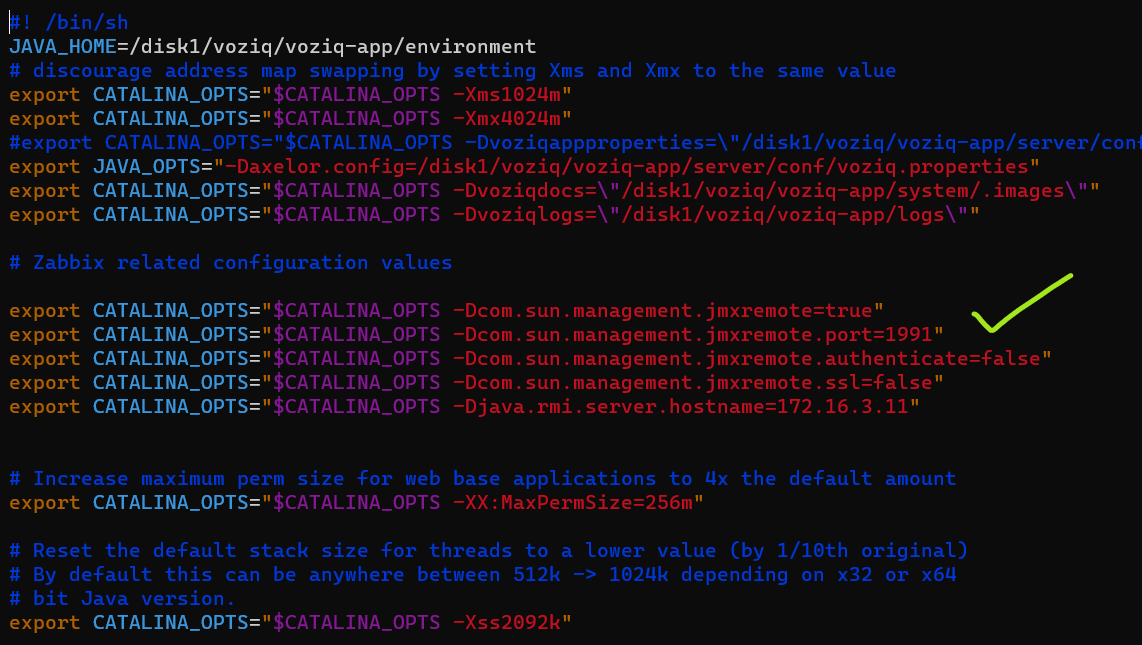 #! /bin/sh
JAVA_HOME=/disk1/voziq/voziq-app/environment
# discourage address map swapping by setting Xms and Xmx to the same value
export CATALINA_OPTS="$CATALINA_OPTS -Xms1024m"
export CATALINA_OPTS="$CATALINA_OPTS -Xmx4024m"
#export CATALINA_OPTS="$CATALINA_OPTS -Dvoziqappproperties=\"/disk1/voziq/voziq-app/server/conf
export JAVA_OPTS="-Daxelor.config=/disk1/voziq/voziq-app/server/conf/voziq.properties"
export CATALINA_OPTS="$CATALINA_OPTS -Dvoziqdocs=\"/disk1/voziq/voziq-app/system/.images\""
export CATALINA_OPTS="$CATALINA_OPTS -Dvoziqlogs=\"/disk1/voziq/voziq-app/logs\""
# Zabbix related configuration values
export CATALINA_OPTS="$CATALINA_OPTS -Dcom.sun.management.jmxremote=true"
export CATALINA_OPTS="$CATALINA_OPTS -Dcom.sun.management.jmxremote.port=1991"
export CATALINA_OPTS="$CATALINA_OPTS -Dcom.sun.management.jmxremote.authenticate=false"
export CATALINA_OPTS="$CATALINA_OPTS -Dcom.sun.management.jmxremote.ssl=false"
export CATALINA_OPTS="$CATALINA_OPTS -Djava.rmi.server.hostname=172.16.3.11"
# Increase maximum perm size for web base applications to 4x the default amount
export CATALINA_OPTS="$CATALINA_OPTS -XX:MaxPermSize=256m"
# Reset the default stack size for threads to a lower value (by 1/10th original)
# By default this can be anywhere between 512k -> 1024k depending on x32 or x64
# bit Java version.
export CATALINA_OPTS="$CATALINA_OPTS -Xss2092k"